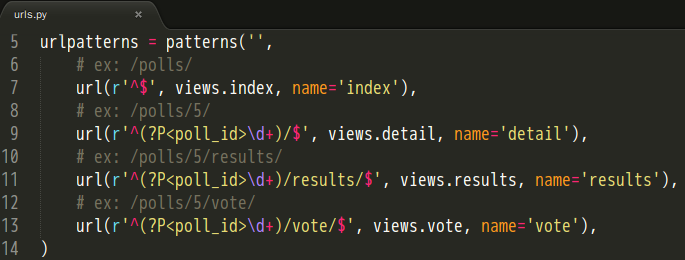 urls.py ×
5 urlpatterns = patterns('',
6 # ex: /polls/
7 url(r'^$', views.index, name='index'),
8 # ex: /polls/5/
9 url(r'^(?P<poll_id>\d+)/$', views.detail, name='detail'),
10 # ex: /polls/5/results/
11 url(r'^(?P<poll_id>\d+)/results/$', views.results, name='results'),
12 # ex: /polls/5/vote/
13 url(r'^(?P<poll_id>\d+)/vote/$', views.vote, name='vote'),
14 )